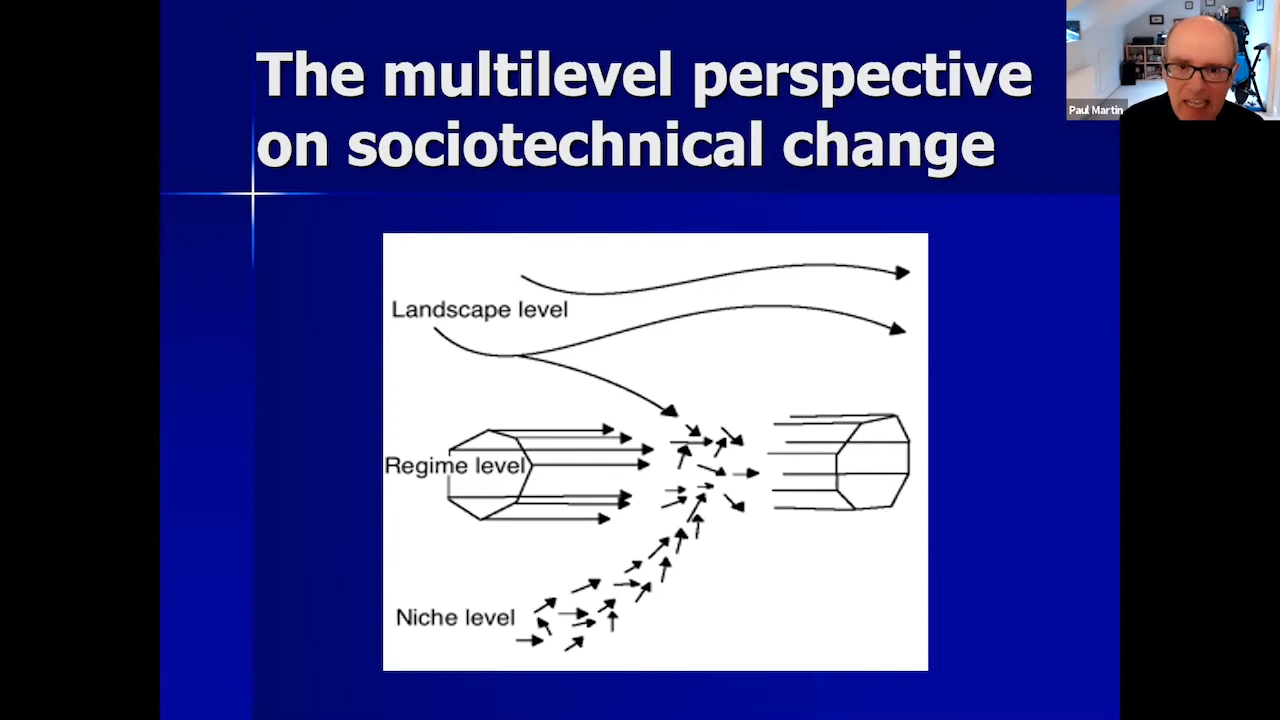 The multilevel perspective
on sociotechnical change
Paul Martin
Landscape level
Regime level
Niche level